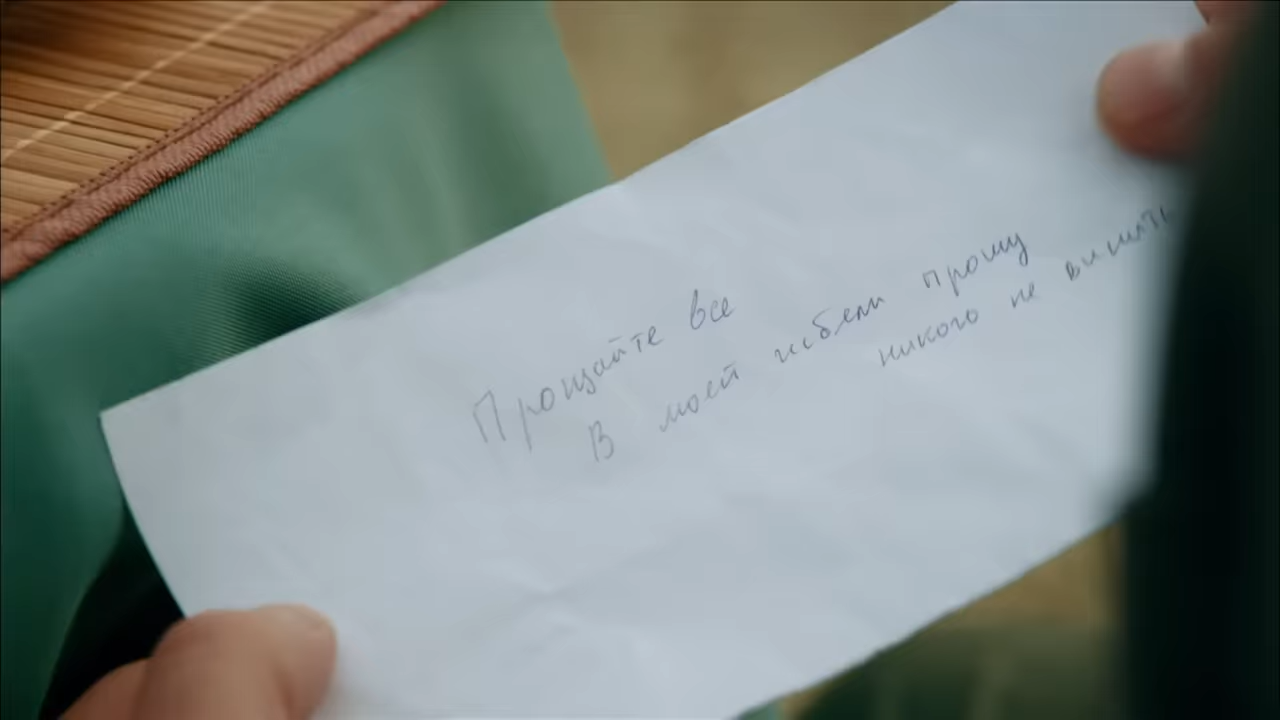 Прощайте все
В моей гибели прошу
никого не винить